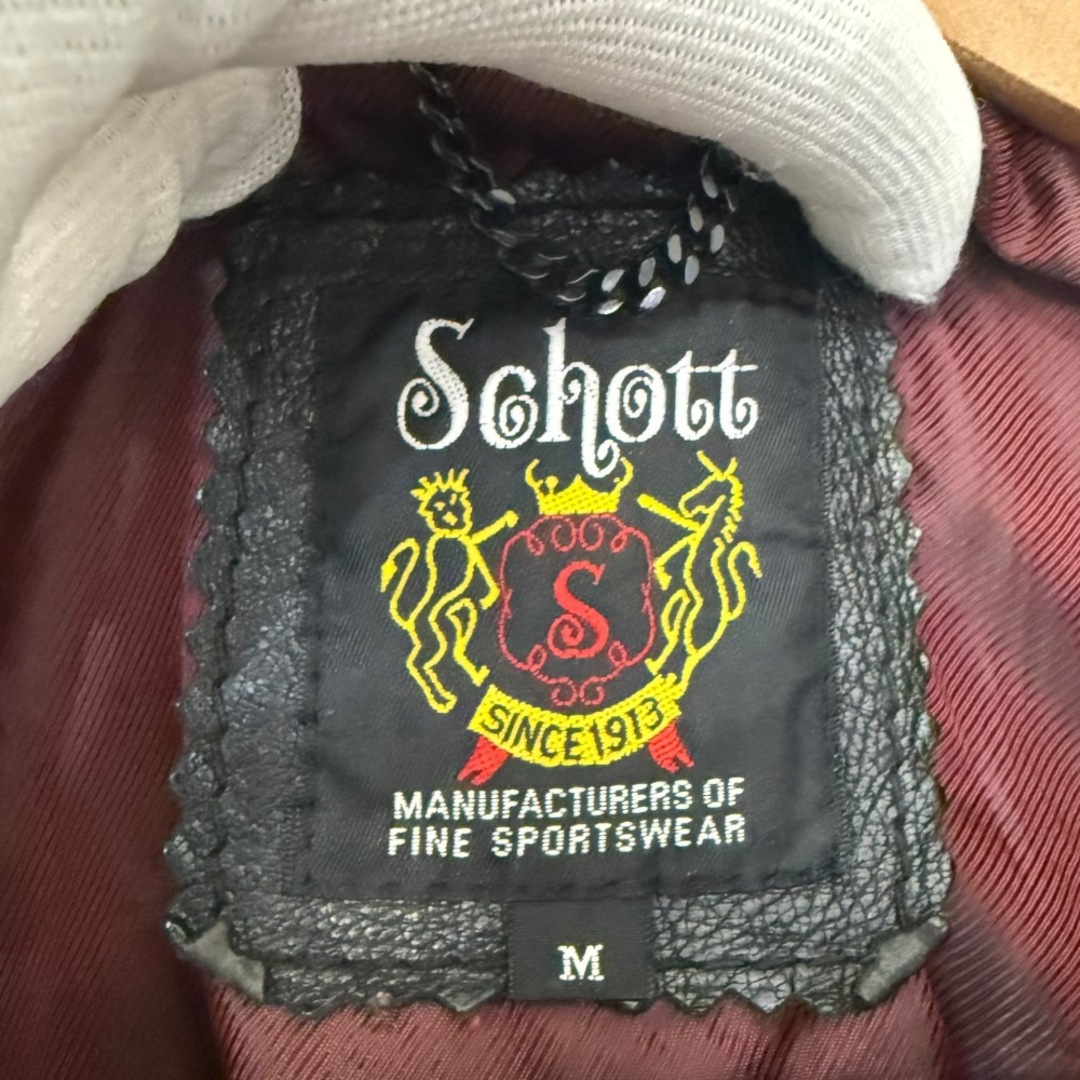 Schott
S
SINCE 1913
MANUFACTURERS OF
FINE SPORTSWEAR
M